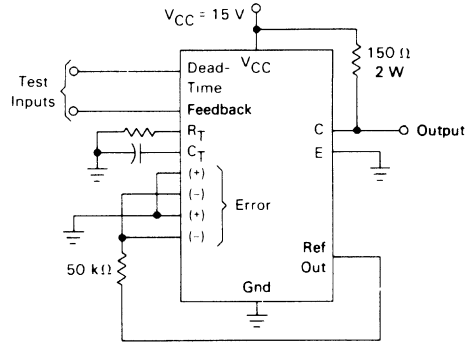 V_CC = 15 V
150 Ω
2 W
Test
Inputs
Dead-
Time
V_CC
Feedback
R_T
C_T
(+)
(−)
(+)
(−)
Error
C
E
Output
Ref
Out
50 kΩ
Gnd